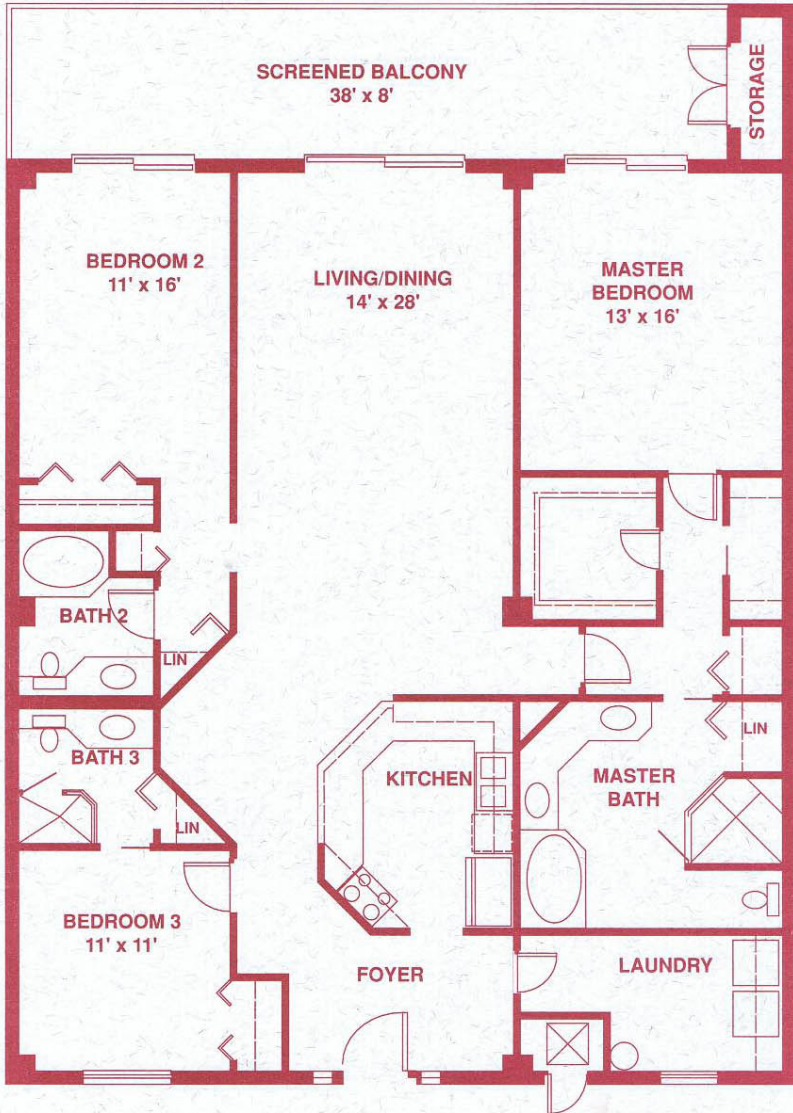 SCREENED BALCONY
38' x 8'
STORAGE
BEDROOM 2
11' x 16'
LIVING/DINING
14' x 28'
MASTER
BEDROOM
13' x 16'
BATH 2
LIN
BATH 3
LIN
KITCHEN
MASTER
BATH
LIN
BEDROOM 3
11' x 11'
FOYER
LAUNDRY